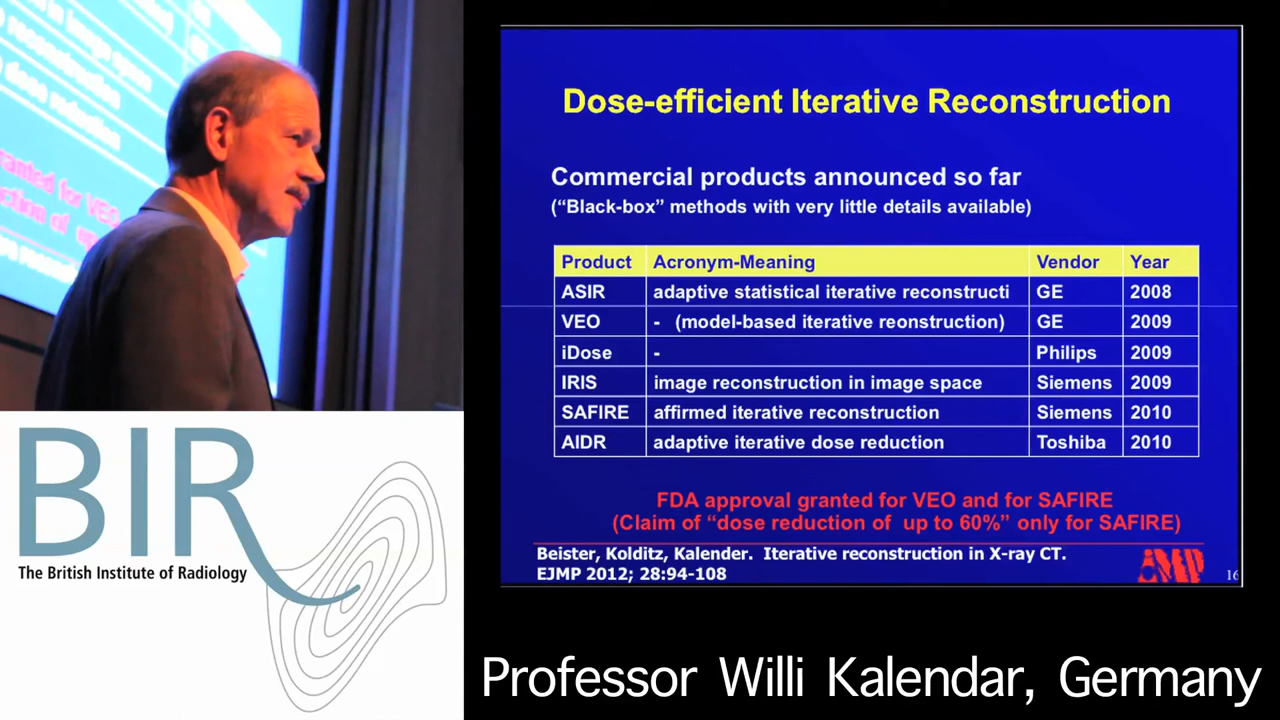 Dose-efficient Iterative Reconstruction
Commercial products announced so far
(“Black-box” methods with very little details available)
Product Acronym-Meaning Vendor Year
ASIR adaptive statistical iterative reconstructi GE 2008
VEO - (model-based iterative reonstruction) GE 2009
iDose - Philips 2009
IRIS image reconstruction in image space Siemens 2009
SAFIRE affirmed iterative reconstruction Siemens 2010
AIDR adaptive iterative dose reduction Toshiba 2010
FDA approval granted for VEO and for SAFIRE
(Claim of “dose reduction of up to 60%” only for SAFIRE)
Beister, Kolditz, Kalender. Iterative reconstruction in X-ray CT.
EJMP 2012; 28:94-108
iMP
16
BIR
The British Institute of Radiology
Professor Willi Kalendar, Germany